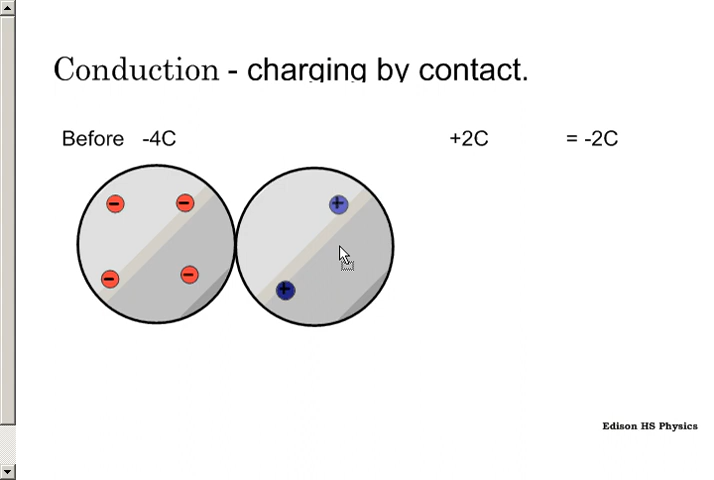 Conduction - charging by contact.
Before -4C +2C = -2C
Edison HS Physics